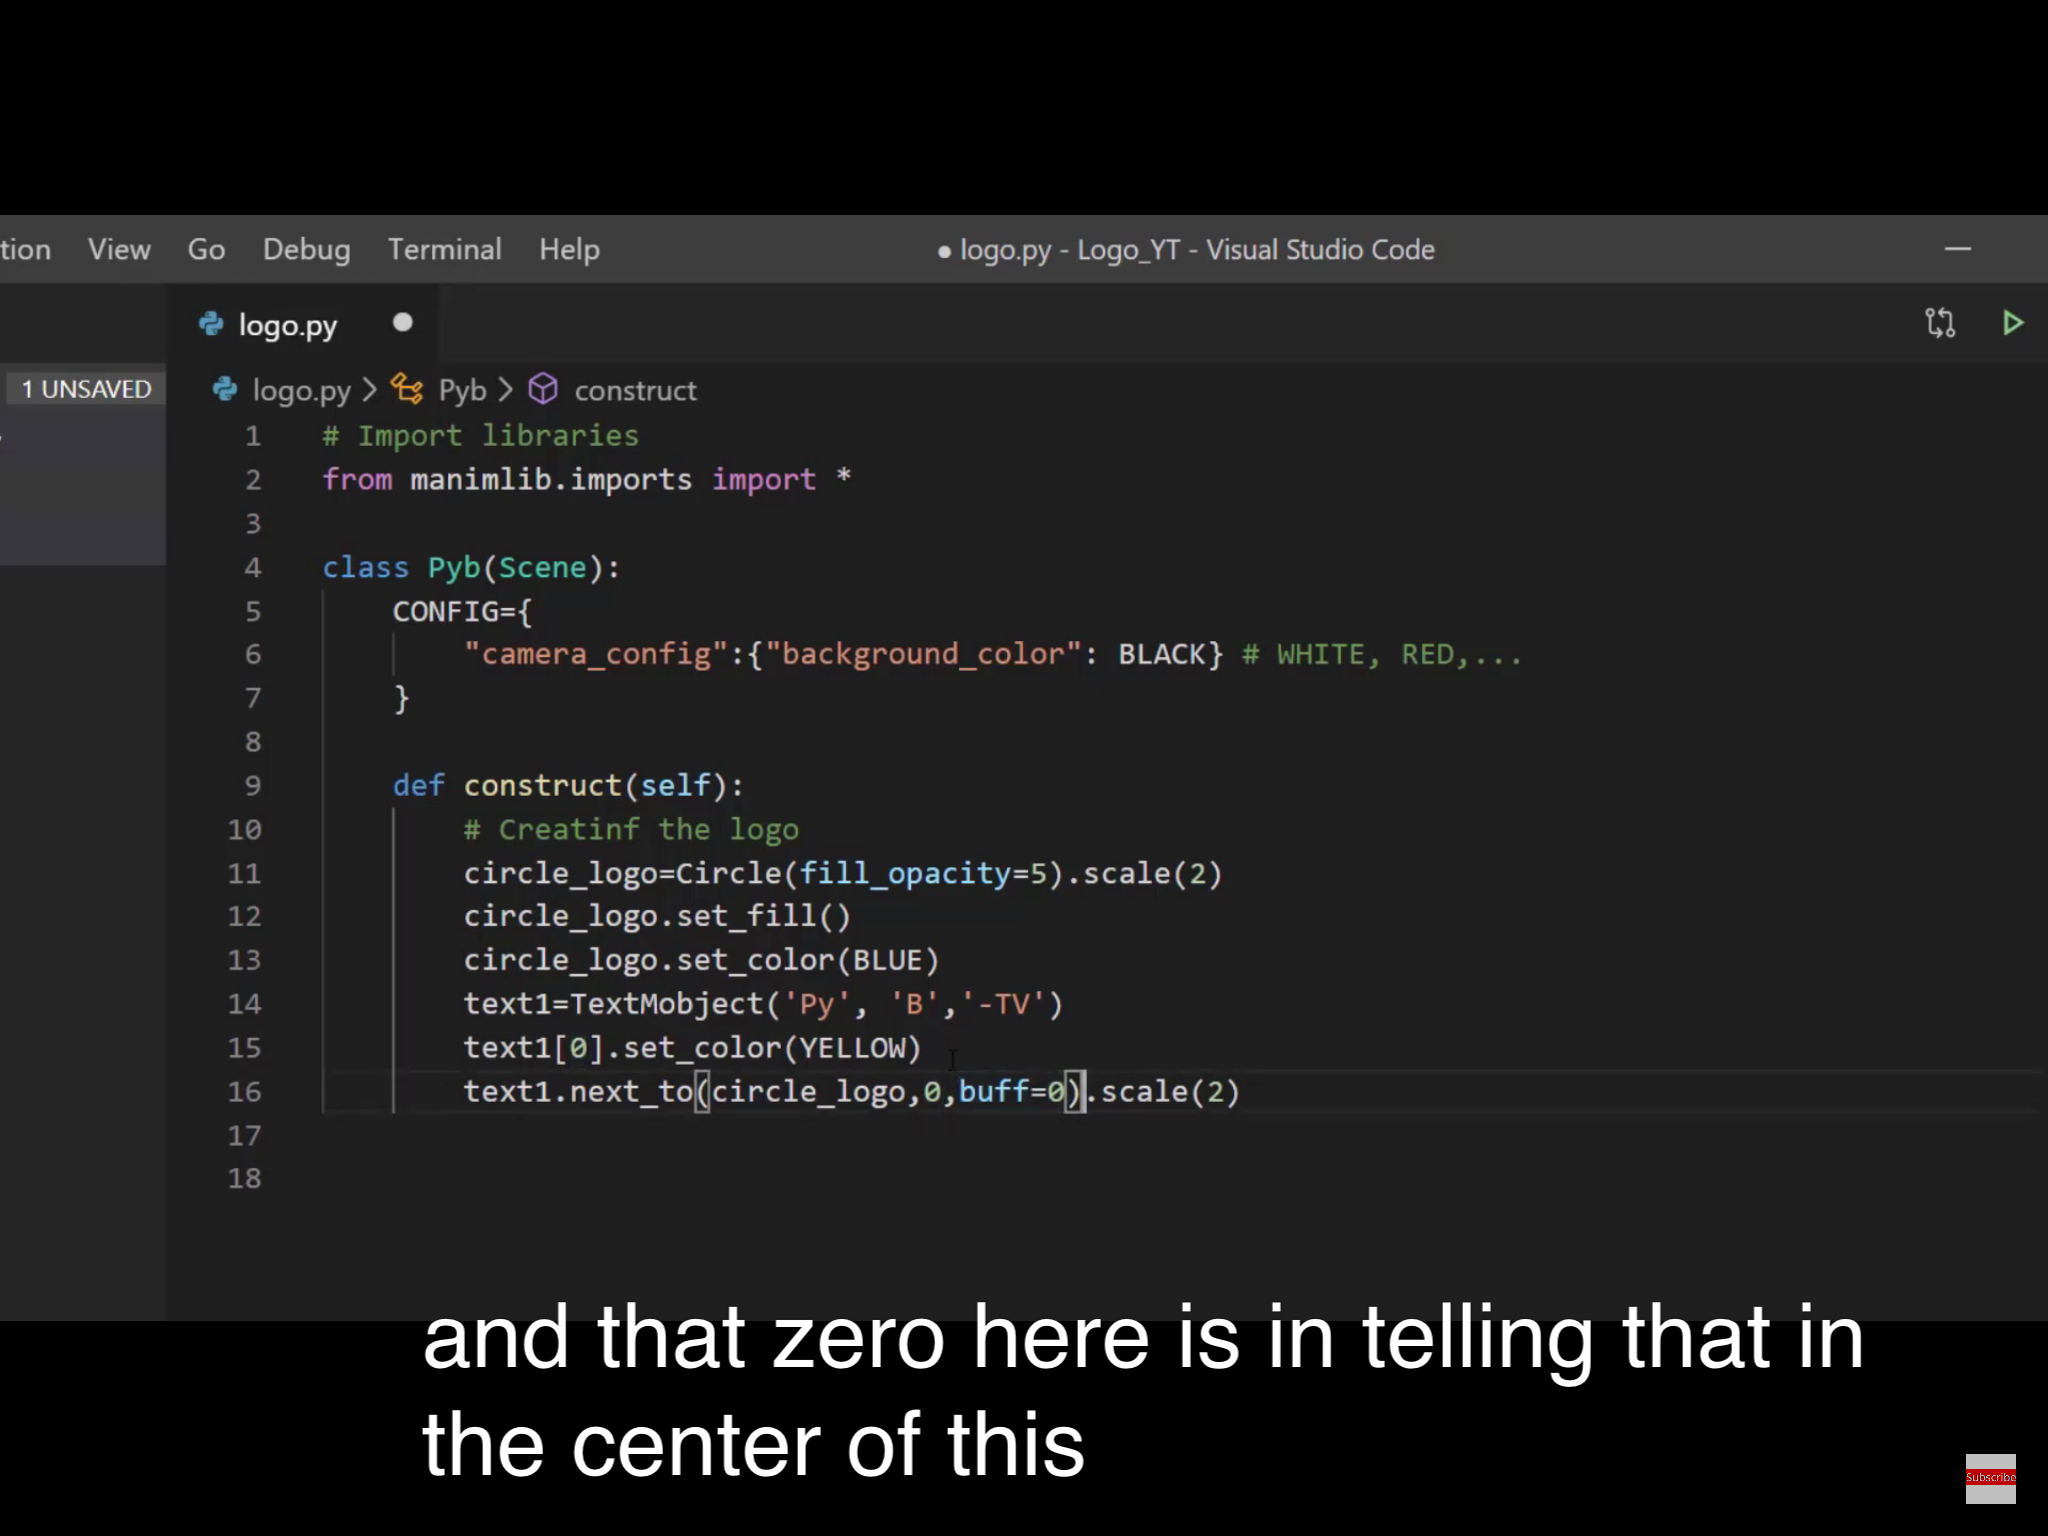 tion View Go Debug Terminal Help ● logo.py - Logo_YT - Visual Studio Code
logo.py
1 UNSAVED
logo.py > Pyb > construct
1 # Import libraries
2 from manimlib.imports import *
3
4 class Pyb(Scene):
5 CONFIG={
6 "camera_config":{"background_color": BLACK} # WHITE, RED,...
7 }
8
9 def construct(self):
10 # Creatinf the logo
11 circle_logo=Circle(fill_opacity=5).scale(2)
12 circle_logo.set_fill()
13 circle_logo.set_color(BLUE)
14 text1=TextMobject('Py', 'B','-TV')
15 text1[0].set_color(YELLOW)
16 text1.next_to(circle_logo,0,buff=0).scale(2)
17
18
and that zero here is in telling that in
the center of this
Subscribe